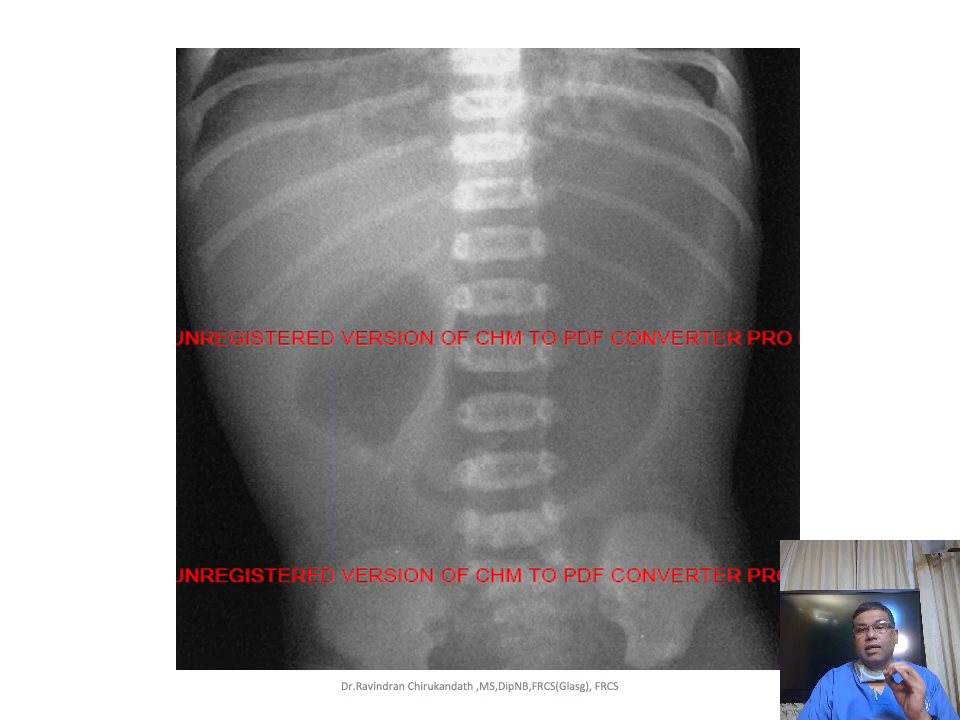 UNREGISTERED VERSION OF CHM TO PDF CONVERTER PRO
UNREGISTERED VERSION OF CHM TO PDF CONVERTER
Dr.Ravindran Chirukandath ,MS,DipNB,FRCS(Glasg), FRCS